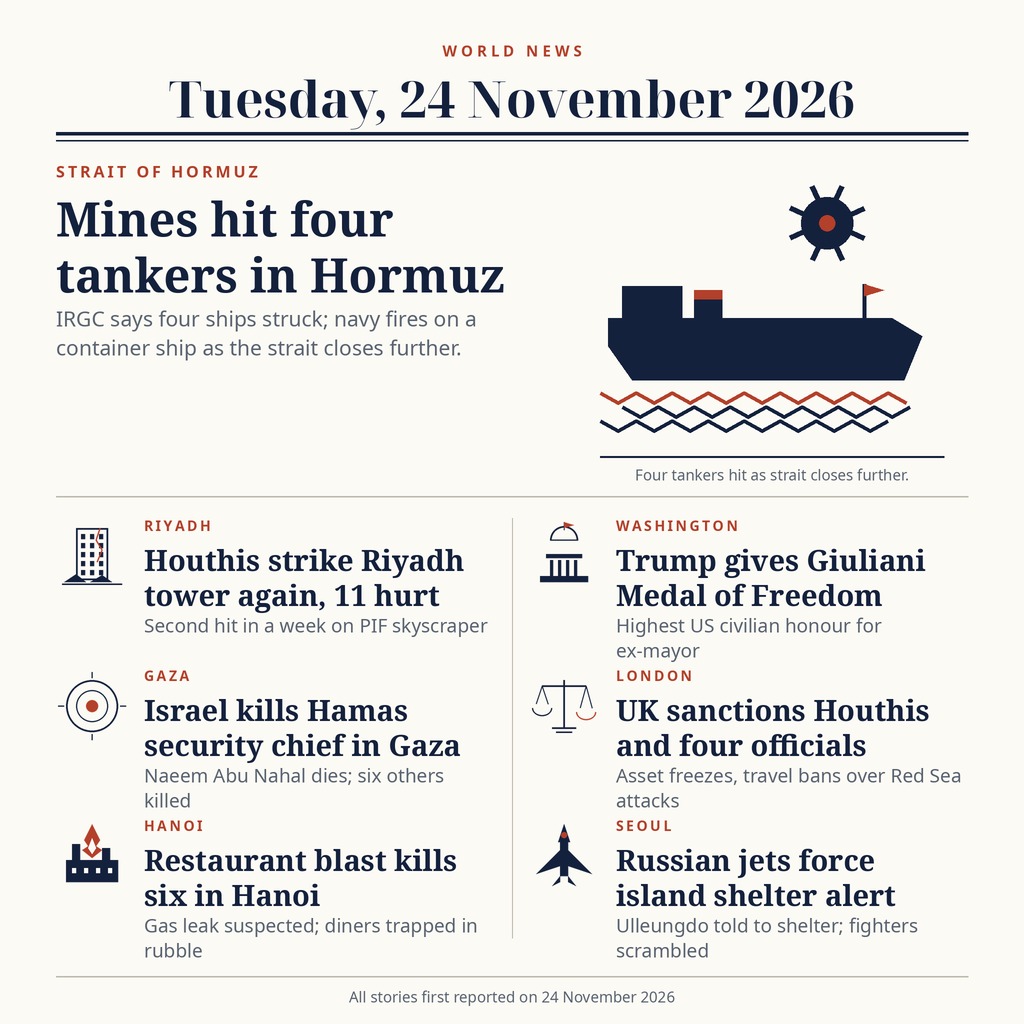 WORLD NEWS
Tuesday, 24 November 2026
STRAIT OF HORMUZ
Mines hit four
tankers in Hormuz
IRGC says four ships struck; navy fires on a
container ship as the strait closes further.
Four tankers hit as strait closes further.
RIYADH
Houthis strike Riyadh
tower again, 11 hurt
Second hit in a week on PIF skyscraper
GAZA
Israel kills Hamas
security chief in Gaza
Naeem Abu Nahal dies; six others
killed
HANOI
Restaurant blast kills
six in Hanoi
Gas leak suspected; diners trapped in
rubble
WASHINGTON
Trump gives Giuliani
Medal of Freedom
Highest US civilian honour for
ex-mayor
LONDON
UK sanctions Houthis
and four officials
Asset freezes, travel bans over Red Sea
attacks
SEOUL
Russian jets force
island shelter alert
Ulleungdo told to shelter; fighters
scrambled
All stories first reported on 24 November 2026